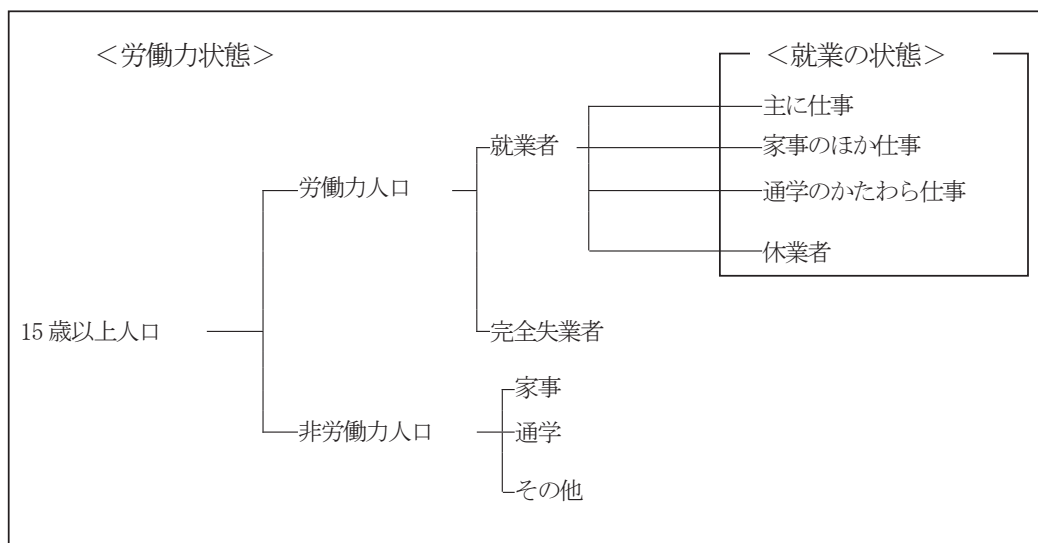 ＜労働力状態＞
＜就業の状態＞
主に仕事
就業者
家事のほか仕事
労働力人口
通学のかたわら仕事
休業者
15 歳以上人口
完全失業者
家事
非労働力人口
通学
その他